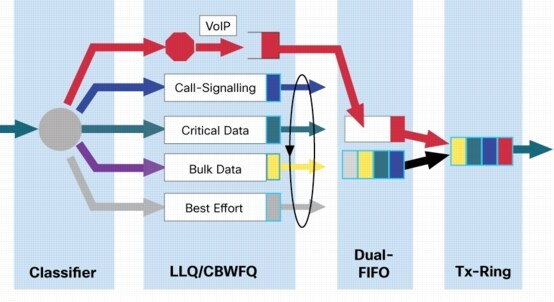 VoIP
Call-Signalling
Critical Data
Bulk Data
Best Effort
Classifier
LLQ/CBWFQ
Dual-
FIFO
Tx-Ring